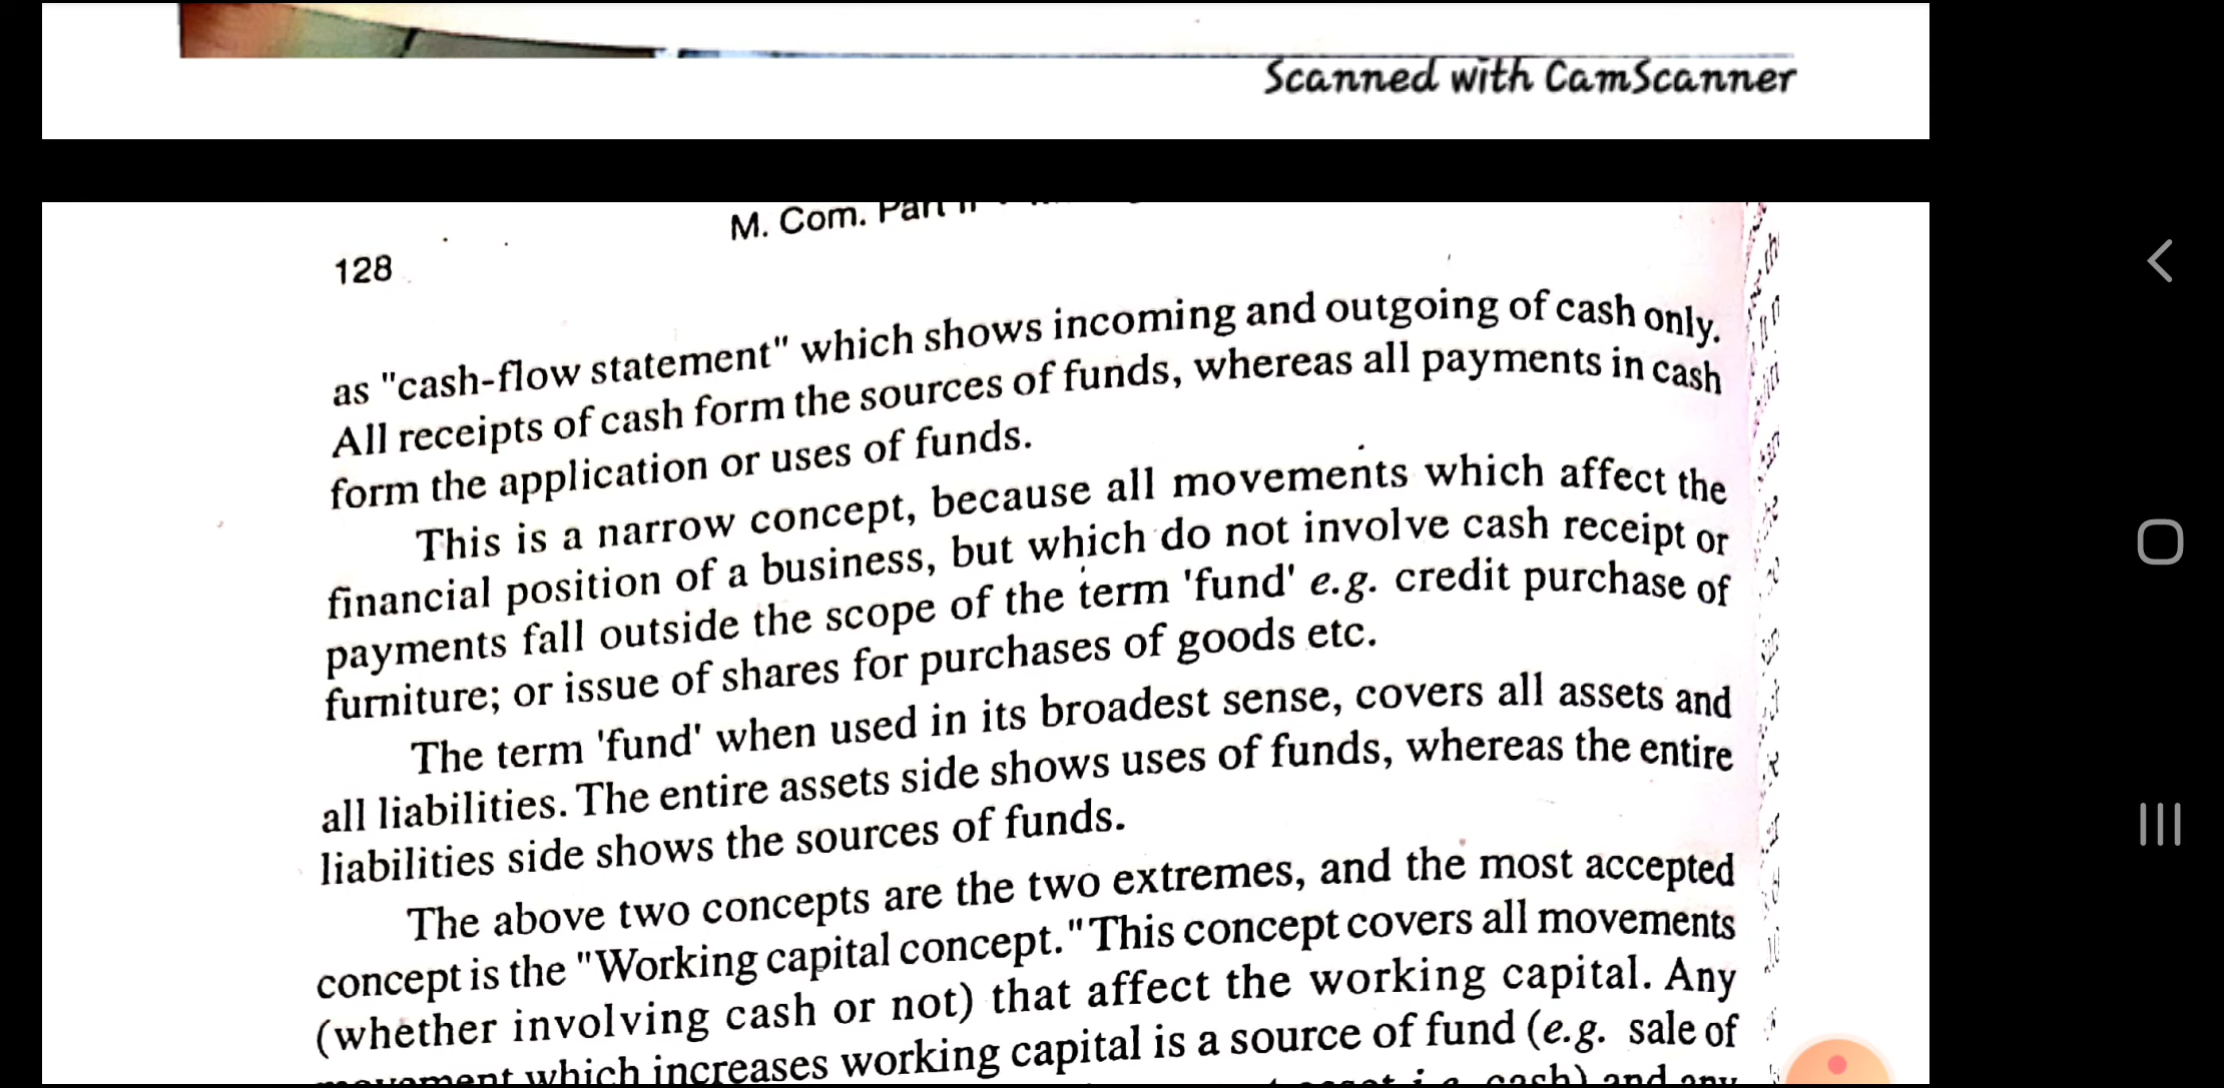 Scanned with CamScanner
M. Com. Part II
128
as "cash-flow statement" which shows incoming and outgoing of cash only.
All receipts of cash form the sources of funds, whereas all payments in cash
form the application or uses of funds.
This is a narrow concept, because all movements which affect the
financial position of a business, but which do not involve cash receipt or
payments fall outside the scope of the term 'fund' e.g. credit purchase of
furniture; or issue of shares for purchases of goods etc.
The term 'fund' when used in its broadest sense, covers all assets and
all liabilities. The entire assets side shows uses of funds, whereas the entire
liabilities side shows the sources of funds.
The above two concepts are the two extremes, and the most accepted
concept is the "Working capital concept." This concept covers all movements
(whether involving cash or not) that affect the working capital. Any
movement which increases working capital is a source of fund (e.g. sale of
cash) and any